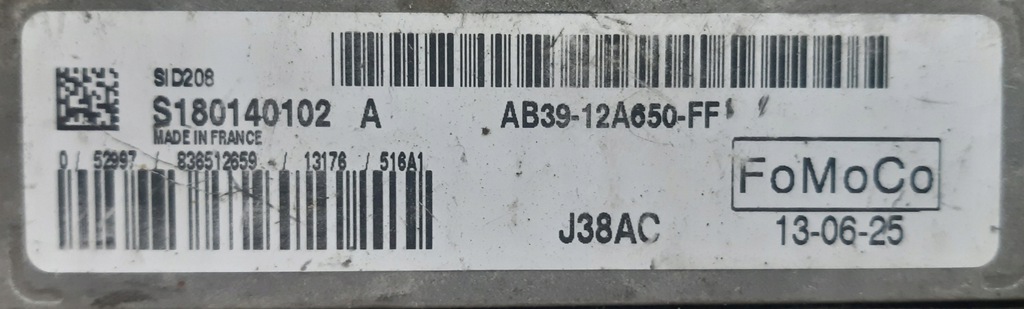 SID208
S180140102 A
AB39-12A650-FF
MADE IN FRANCE
0 / 52997 / 836512659 / 13176 / 516A1
FoMoCo
J38AC
13-06-25